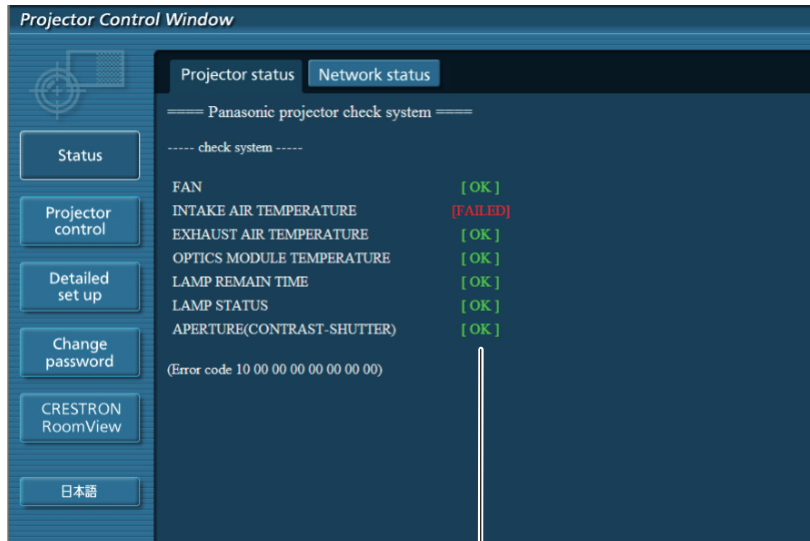 Projector Control Window
Projector status
Network status
==== Panasonic projector check system ====
----- check system -----
FAN [ OK ]
INTAKE AIR TEMPERATURE [FAILED]
EXHAUST AIR TEMPERATURE [ OK ]
OPTICS MODULE TEMPERATURE [ OK ]
LAMP REMAIN TIME [ OK ]
LAMP STATUS [ OK ]
APERTURE(CONTRAST-SHUTTER) [ OK ]
(Error code 10 00 00 00 00 00 00 00)
Status
Projector
control
Detailed
set up
Change
password
CRESTRON
RoomView
日本語